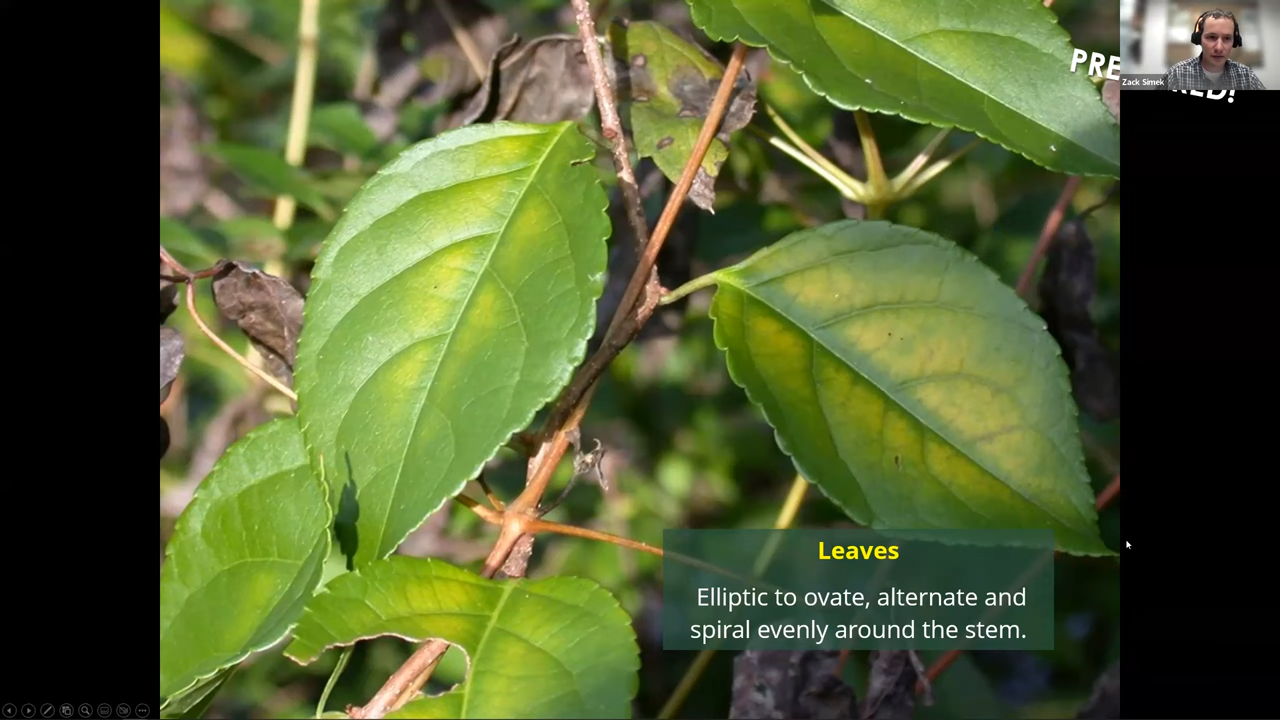 Zack Simek
Leaves
Elliptic to ovate, alternate and
spiral evenly around the stem.